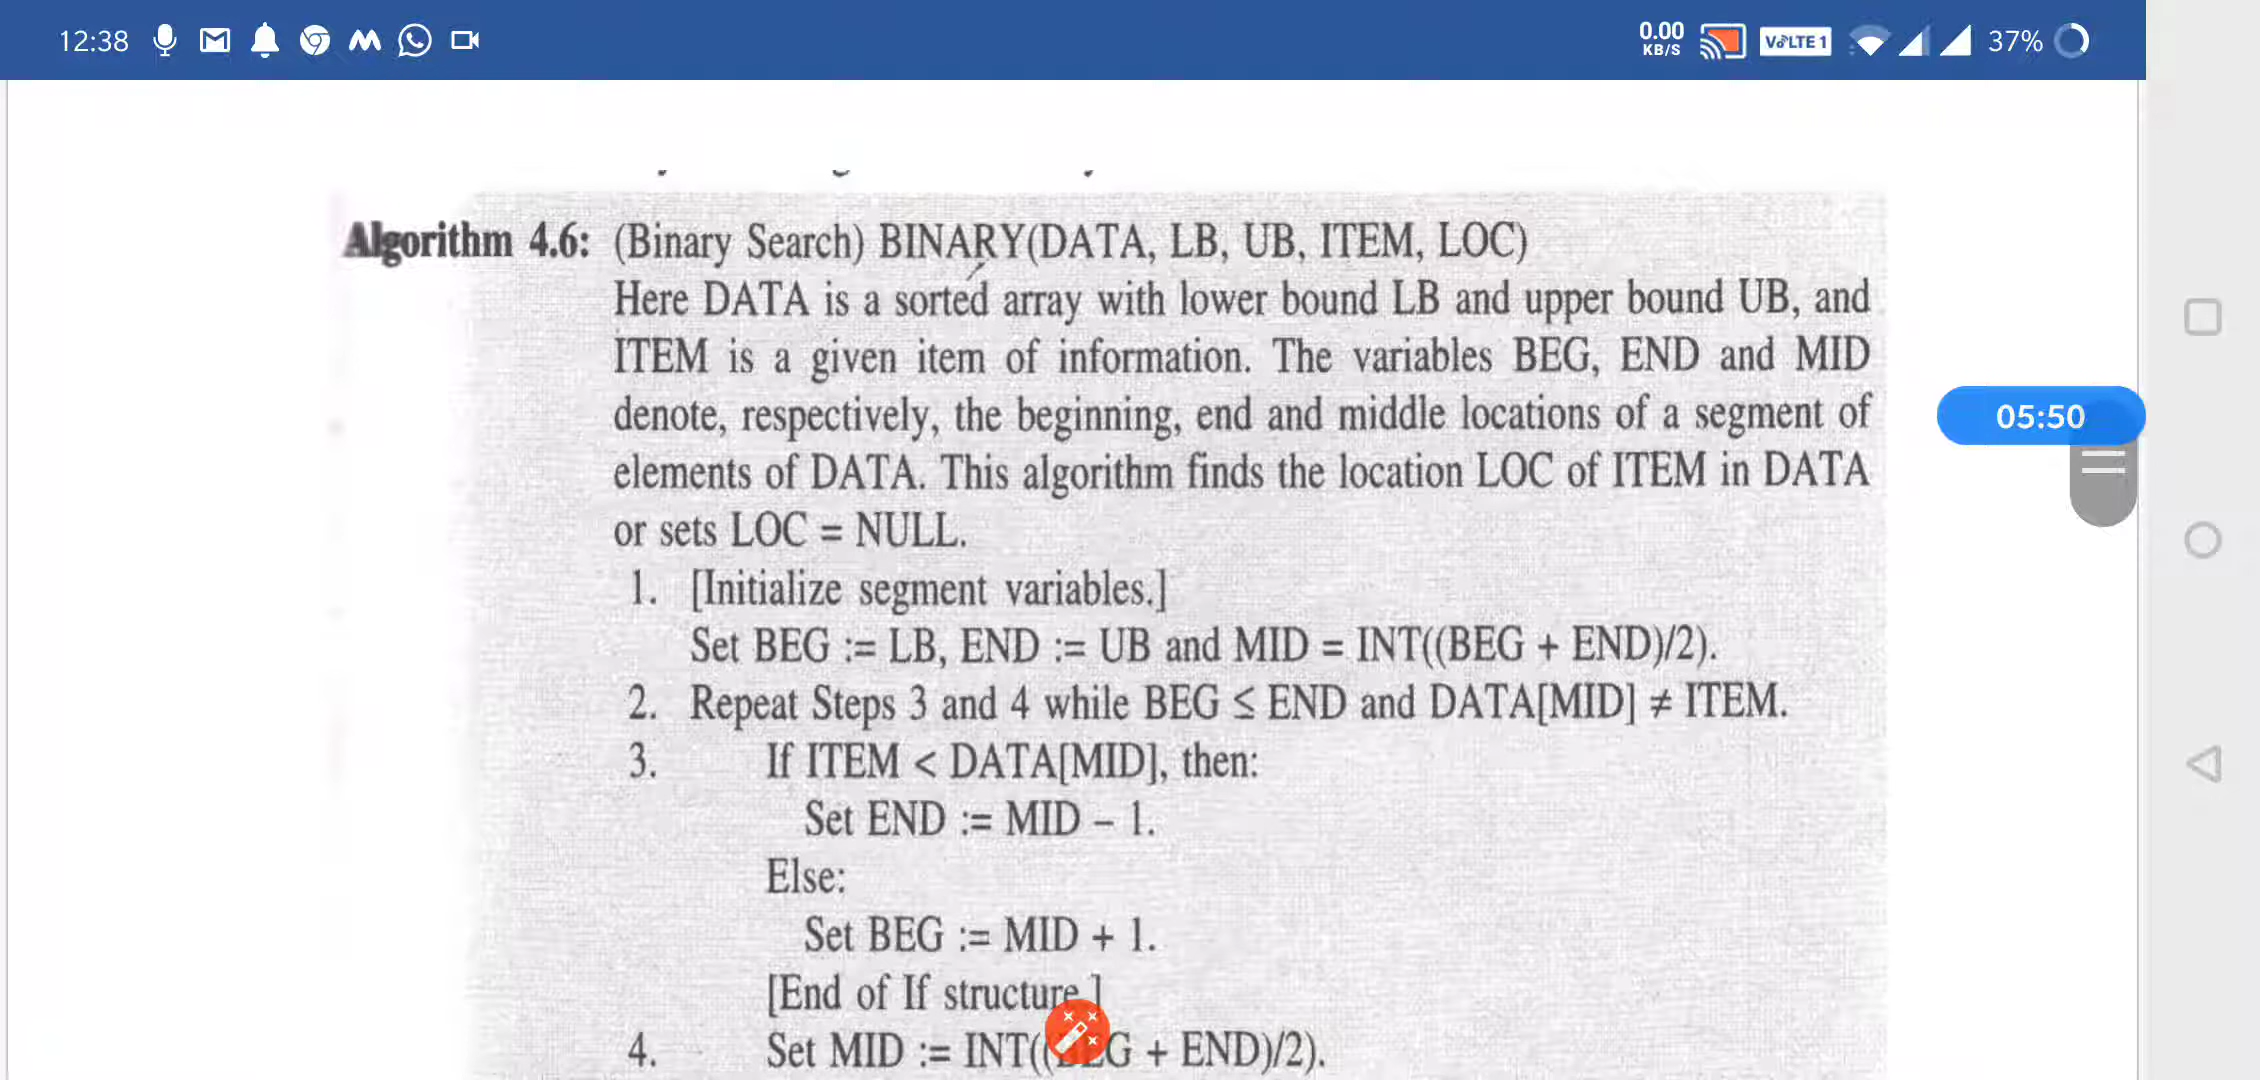 12:38
0.00
KB/S
VoLTE 1
37%
Algorithm 4.6: (Binary Search) BINARY(DATA, LB, UB, ITEM, LOC)
Here DATA is a sorted array with lower bound LB and upper bound UB, and
ITEM is a given item of information. The variables BEG, END and MID
denote, respectively, the beginning, end and middle locations of a segment of
05:50
elements of DATA. This algorithm finds the location LOC of ITEM in DATA
or sets LOC = NULL.
1. [Initialize segment variables.]
Set BEG := LB, END := UB and MID = INT((BEG + END)/2).
2. Repeat Steps 3 and 4 while BEG ≤ END and DATA[MID] ≠ ITEM.
3. If ITEM < DATA[MID], then:
Set END := MID – 1.
Else:
Set BEG := MID + 1.
[End of If structure.]
4. Set MID := INT((BEG + END)/2).